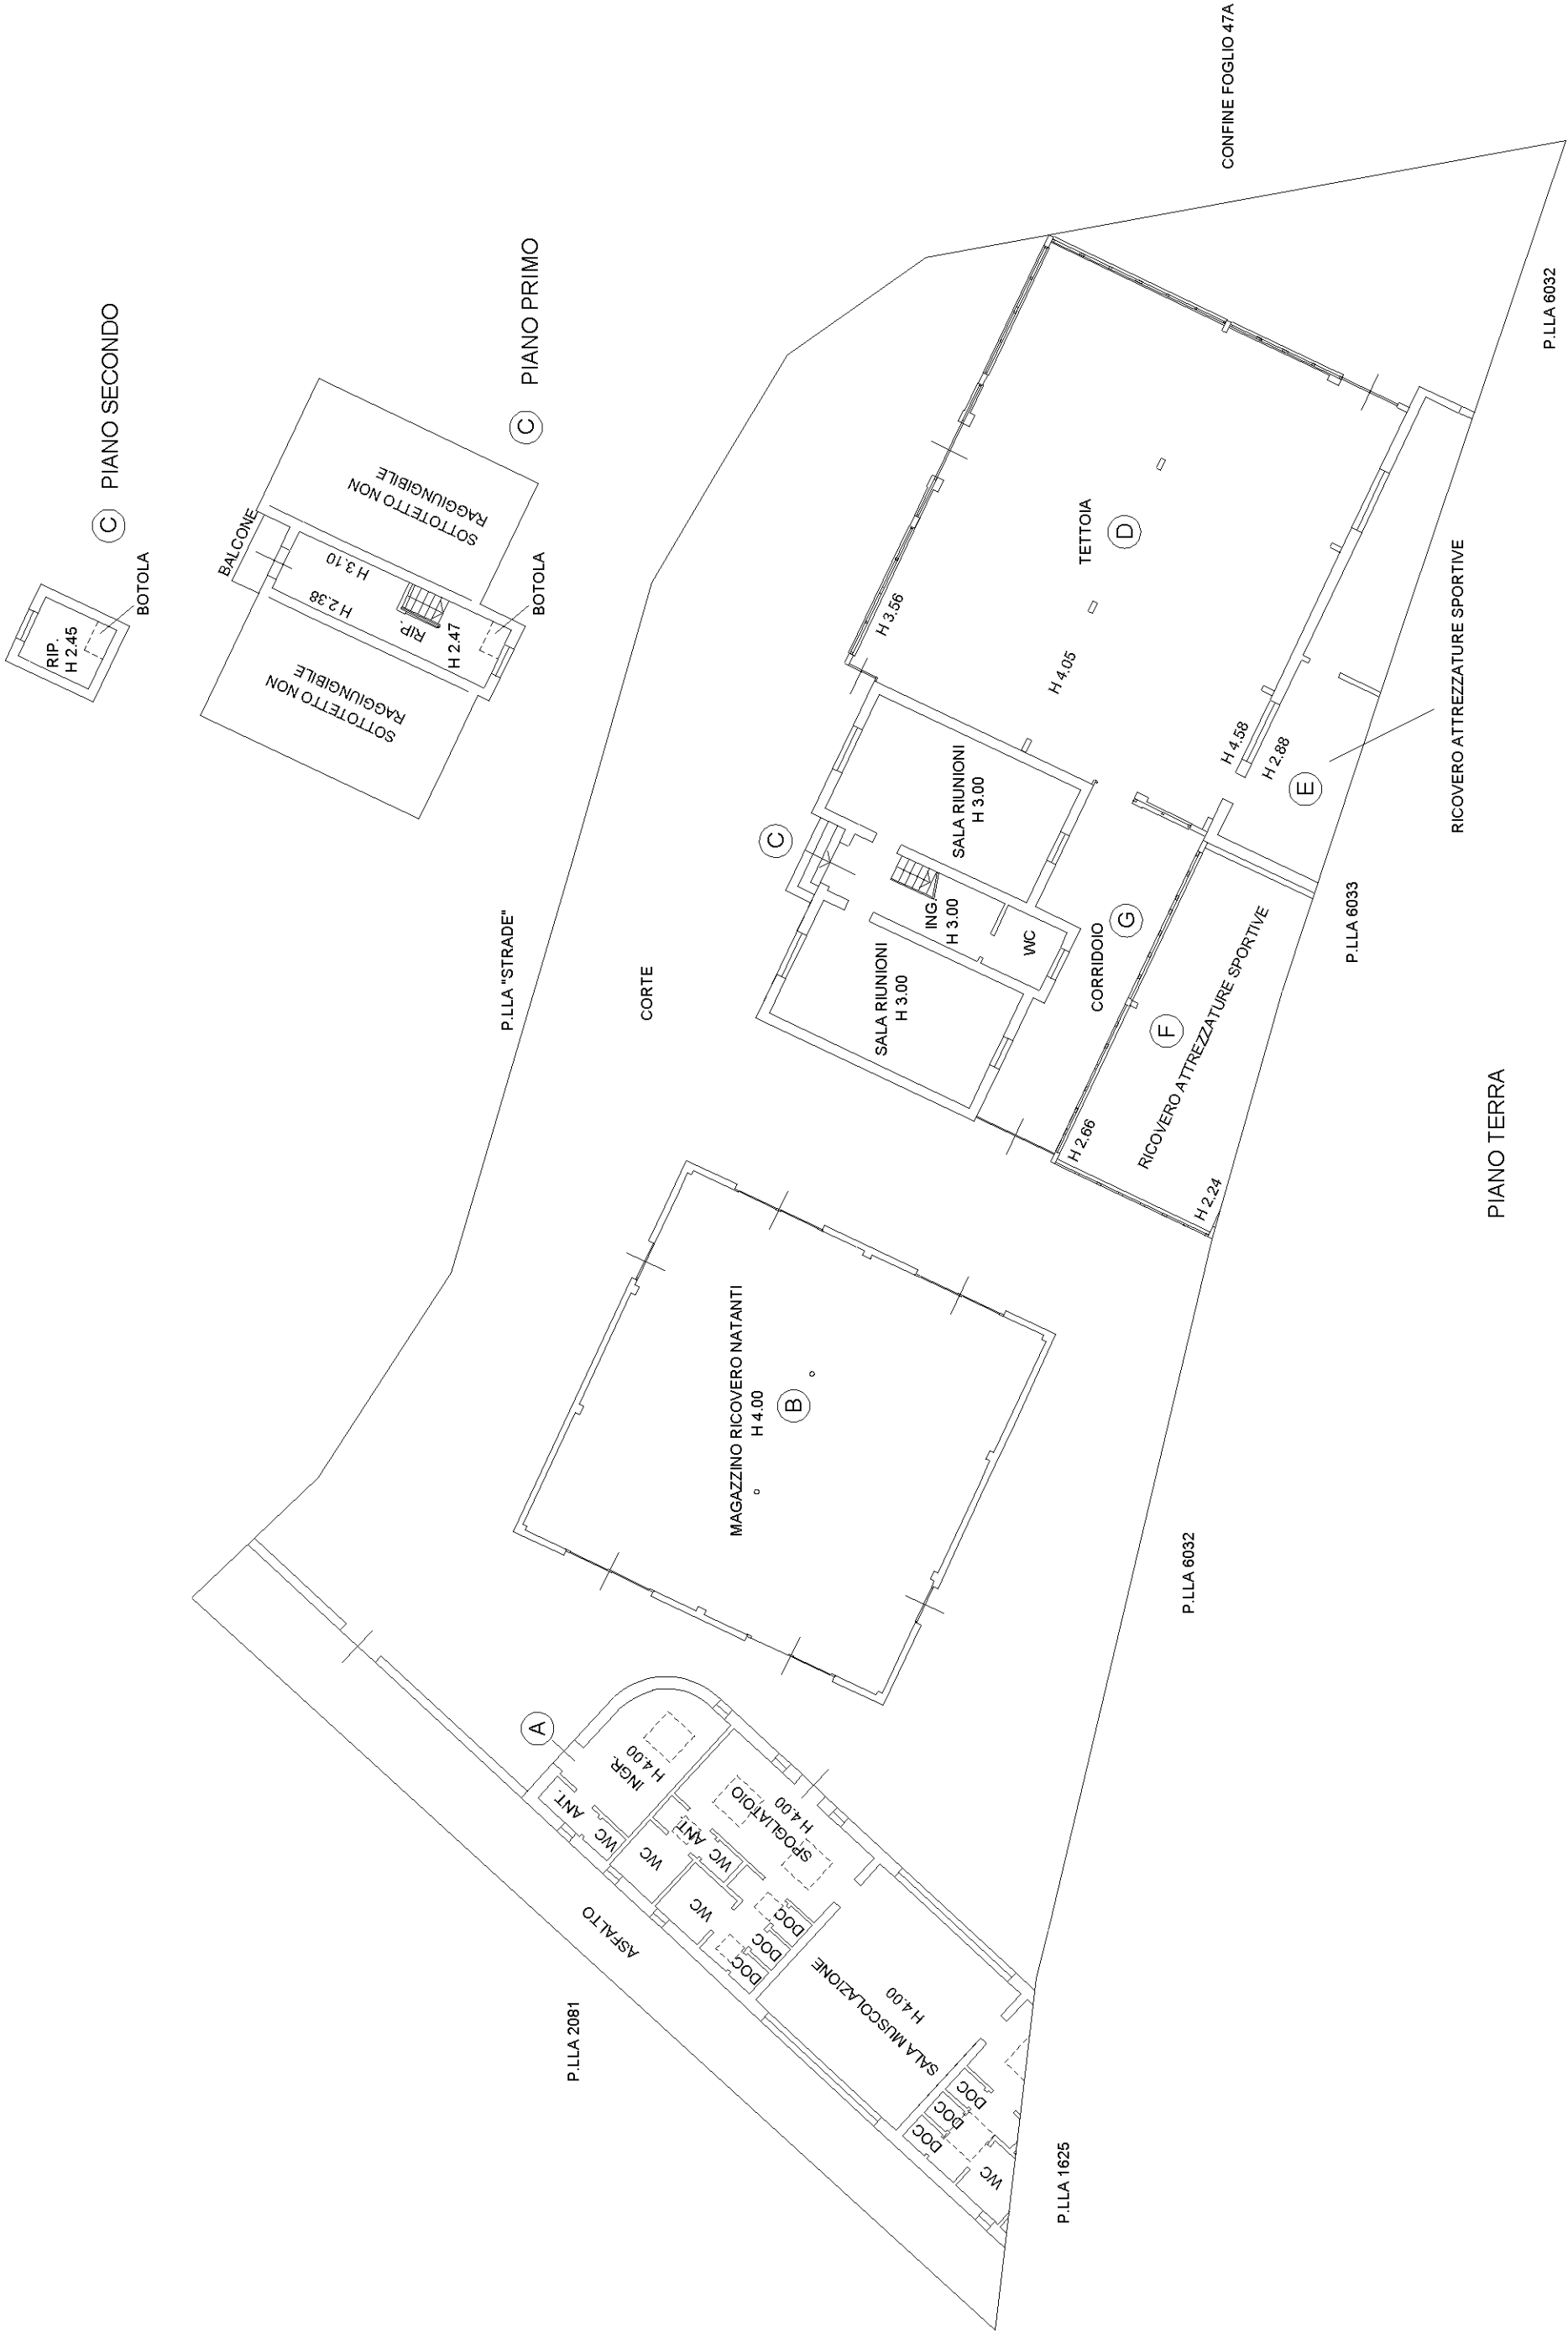 PIANO SECONDO
C
RIP.
H 2.45
BOTOLA
PIANO PRIMO
C
BALCONE
SOTTOTETTO NON
RAGGIUNGIBILE
H 3.10
H 2.38
RIP.
H 2.47
BOTOLA
SOTTOTETTO NON
RAGGIUNGIBILE
CONFINE FOGLIO 47A
P.LLA 6032
P.LLA "STRADE"
CORTE
TETTOIA
D
H 3.56
H 4.05
H 4.58
H 2.88
E
RICOVERO ATTREZZATURE SPORTIVE
C
SALA RIUNIONI
H 3.00
ING.
H 3.00
WC
SALA RIUNIONI
H 3.00
CORRIDOIO
G
F
RICOVERO ATTREZZATURE SPORTIVE
H 2.66
H 2.24
P.LLA 6033
PIANO TERRA
MAGAZZINO RICOVERO NATANTI
H 4.00
B
P.LLA 6032
A
INGR.
H 4.00
ANT.
WC
WC
ANT.
WC
SPOGLIATOIO
H 4.00
WC
DOC
DOC
DOC
SALA MUSCOLAZIONE
H 4.00
DOC
DOC
DOC
WC
ASFALTO
P.LLA 2081
P.LLA 1625